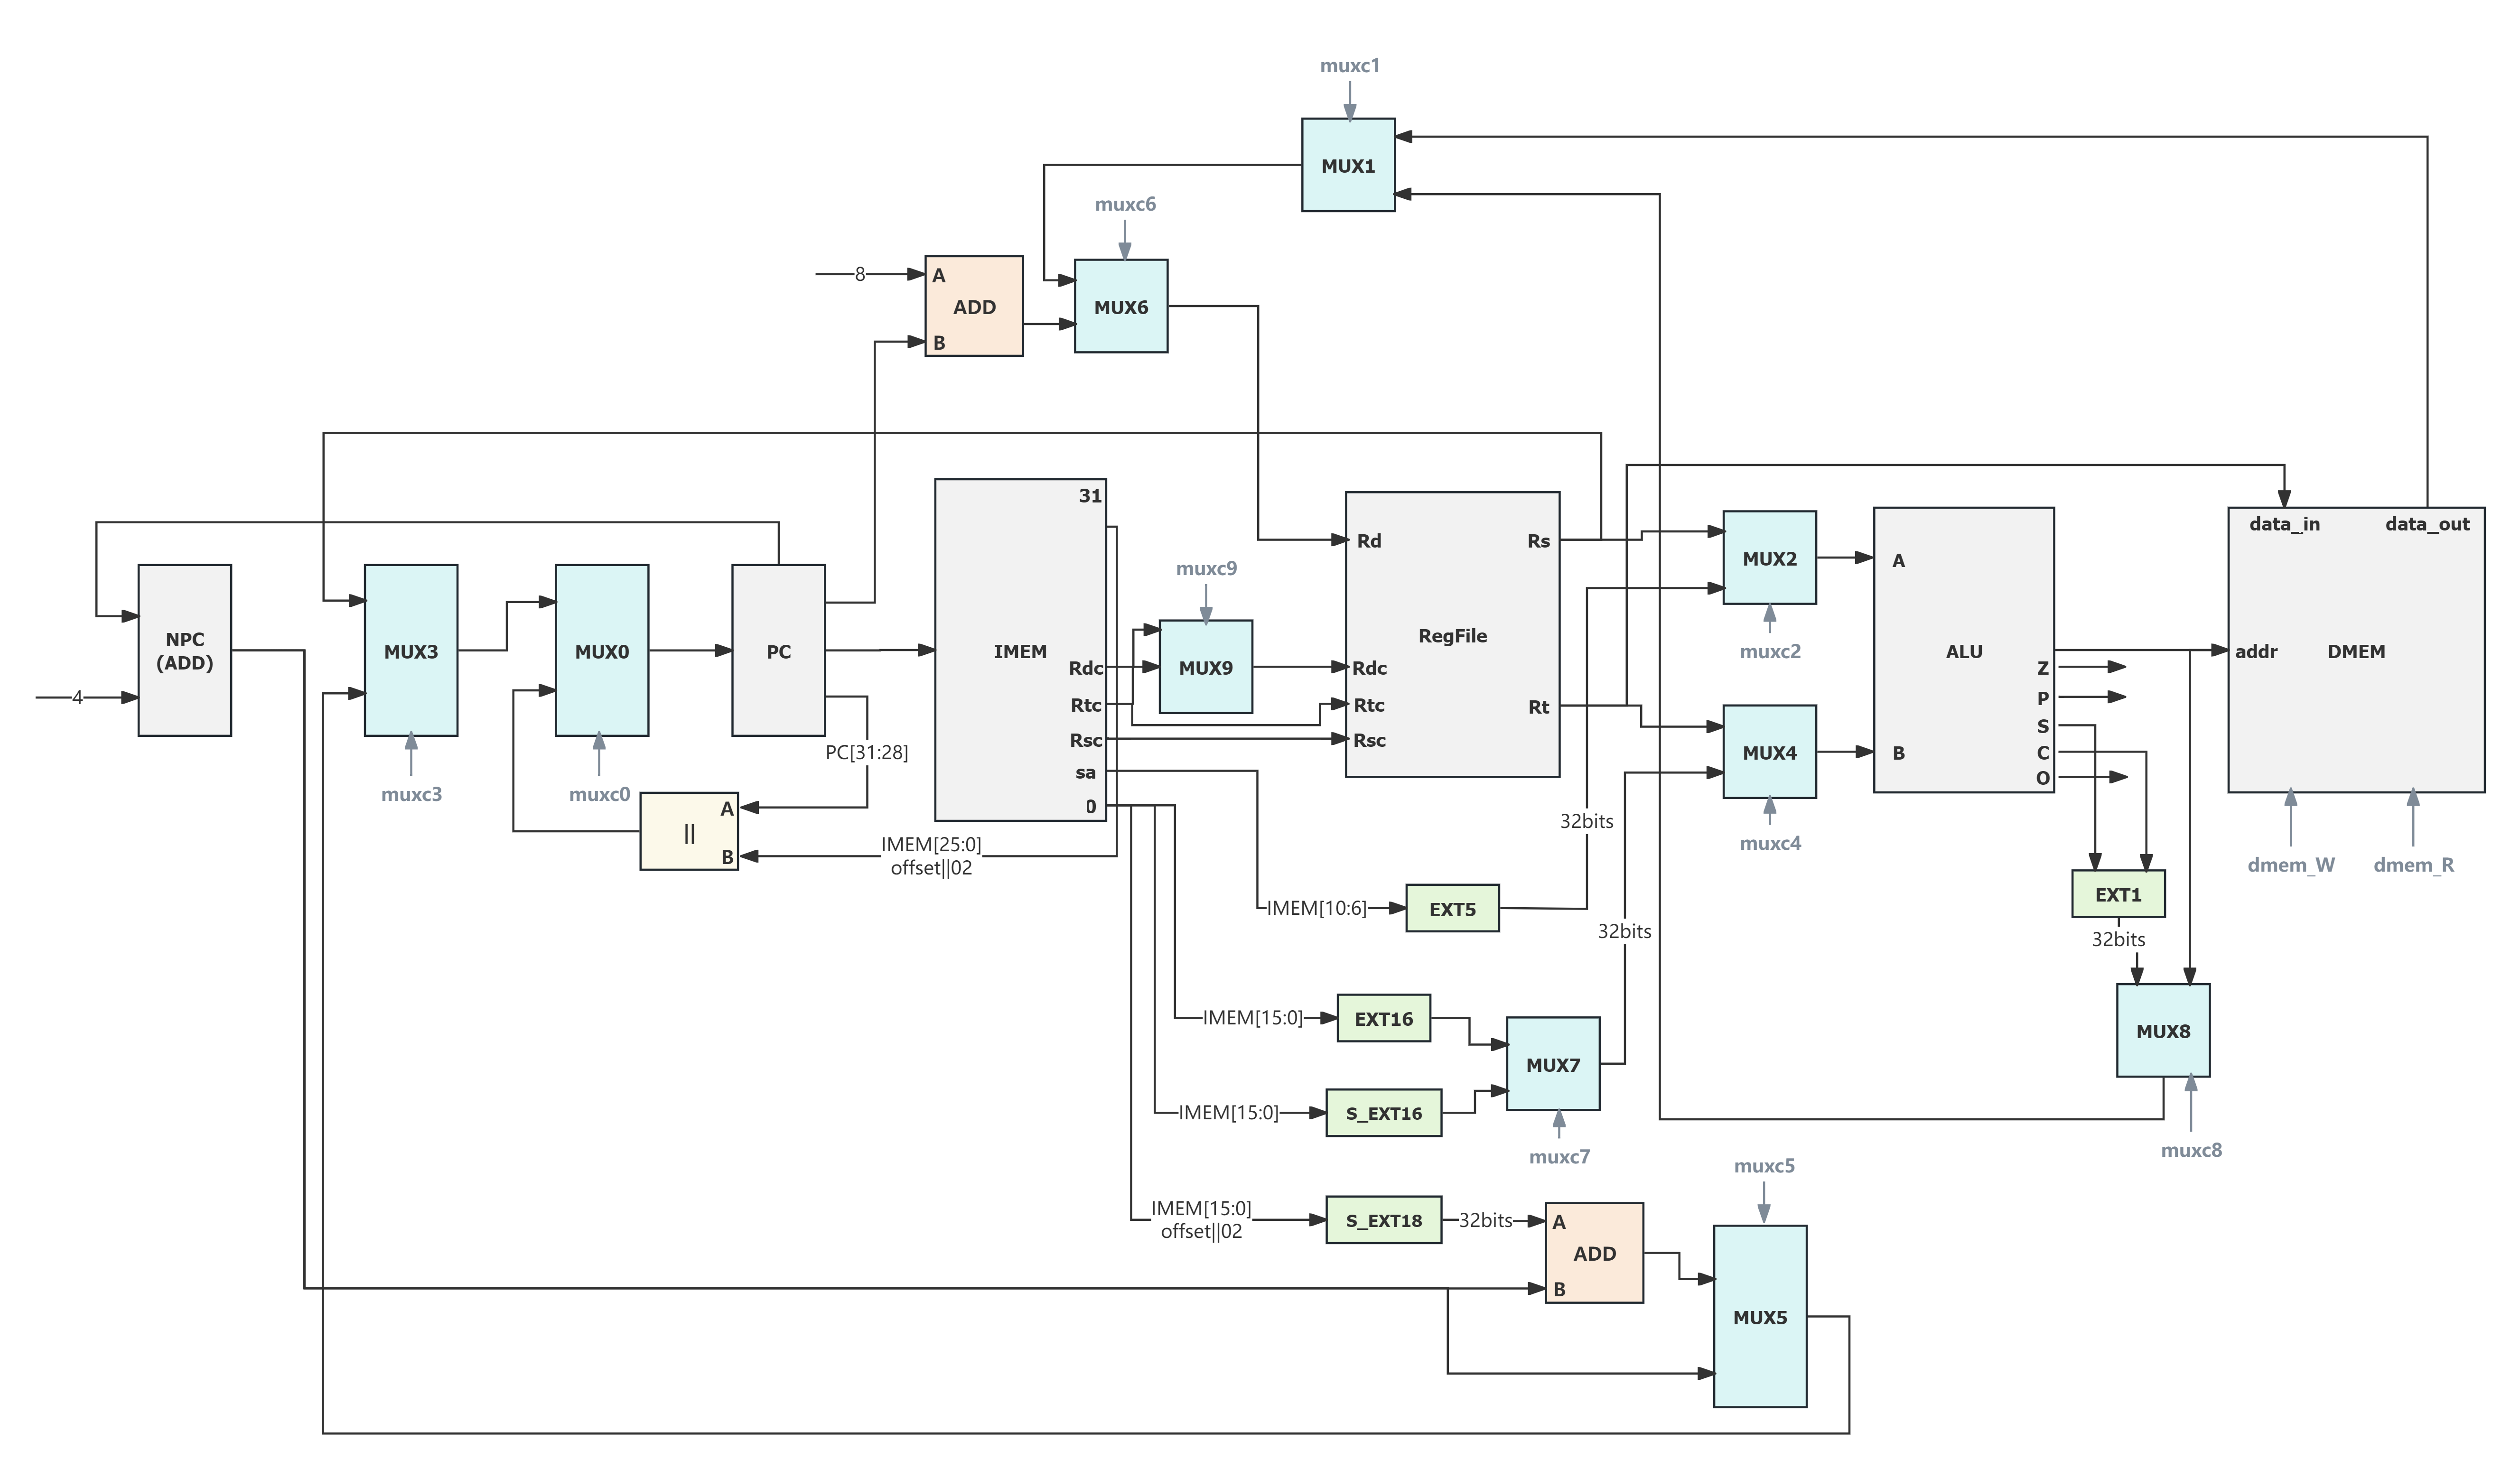 muxc1
MUX1
muxc6
8
A
ADD
B
MUX6
31
data_in
data_out
Rd
Rs
MUX2
A
muxc9
NPC
(ADD)
MUX3
MUX0
PC
IMEM
RegFile
muxc2
ALU
addr
DMEM
Rdc
MUX9
Rdc
Z
4
Rtc
Rtc
Rt
P
Rsc
Rsc
S
PC[31:28]
MUX4
B
C
sa
O
muxc3
muxc0
A
||
B
0
32bits
muxc4
IMEM[25:0]
offset||02
dmem_W
dmem_R
IMEM[10:6]
EXT5
EXT1
32bits
32bits
IMEM[15:0]
EXT16
MUX8
MUX7
IMEM[15:0]
S_EXT16
muxc7
muxc8
muxc5
IMEM[15:0]
offset||02
S_EXT18
32bits
A
ADD
B
MUX5